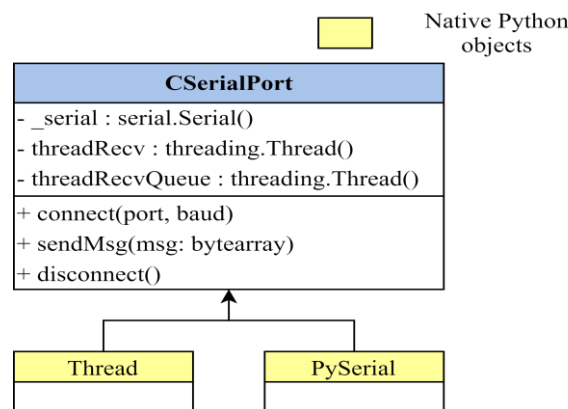 Native Python
objects
CSerialPort
- _serial : serial.Serial()
- threadRecv : threading.Thread()
- threadRecvQueue : threading.Thread()
+ connect(port, baud)
+ sendMsg(msg: bytearray)
+ disconnect()
Thread
PySerial